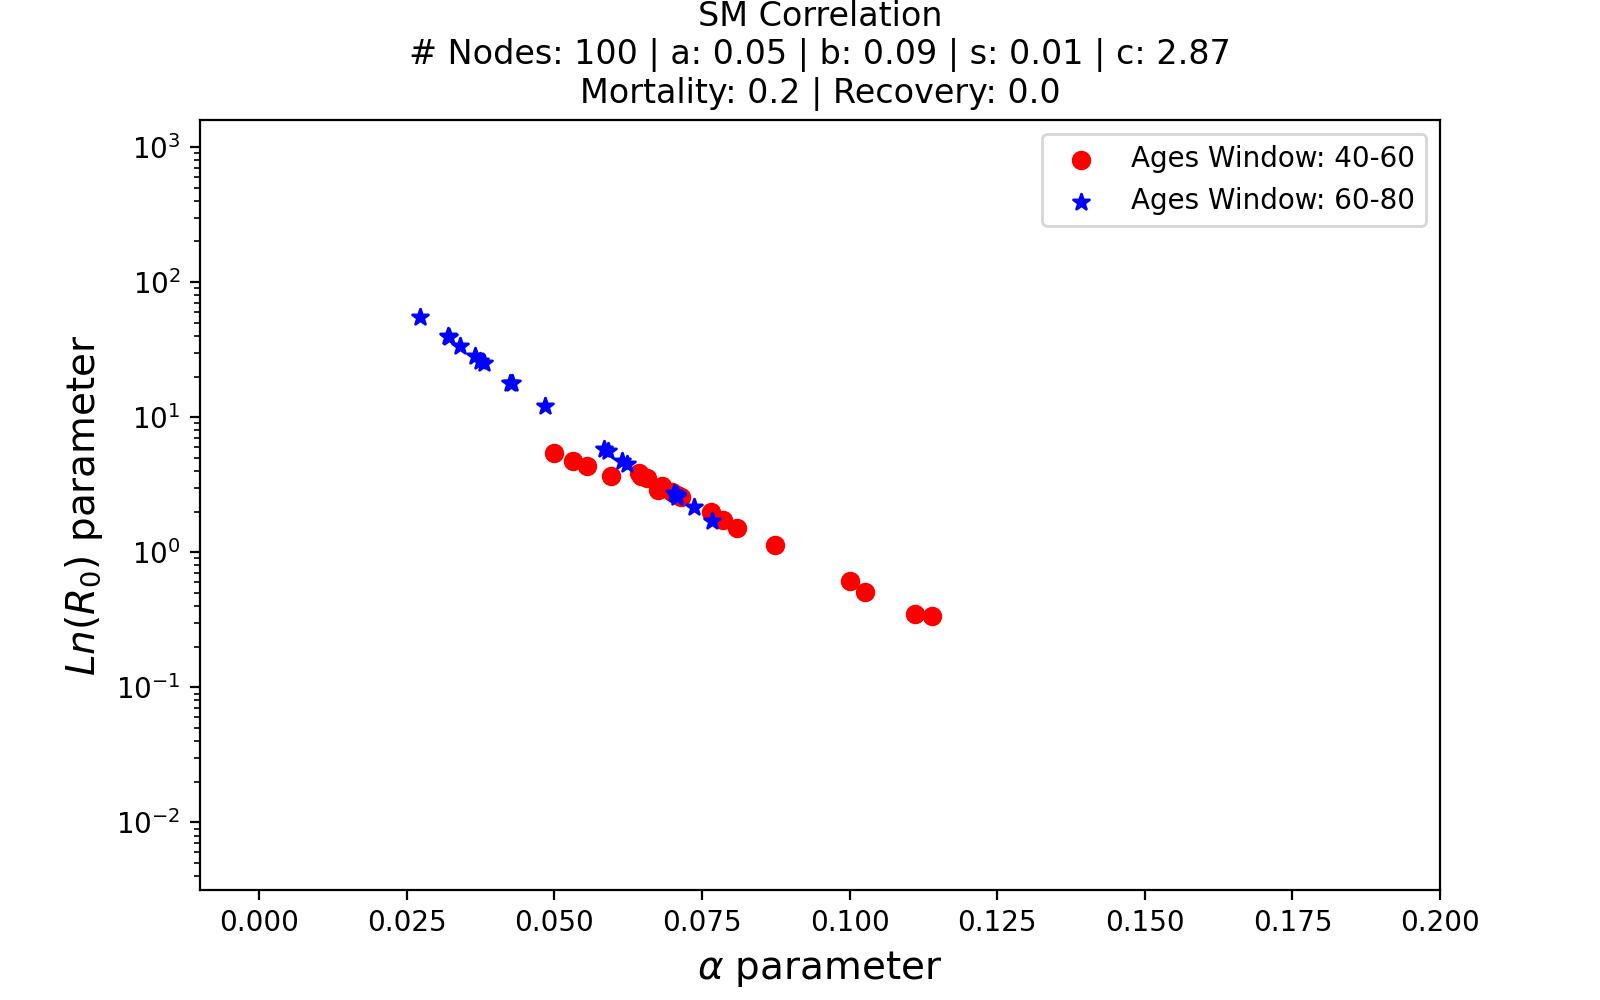 SM Correlation
# Nodes: 100 | a: 0.05 | b: 0.09 | s: 0.01 | c: 2.87
Mortality: 0.2 | Recovery: 0.0
Ages Window: 40-60
Ages Window: 60-80
10³
10²
10¹
10⁰
10⁻¹
10⁻²
Ln(R₀) parameter
0.000 0.025 0.050 0.075 0.100 0.125 0.150 0.175 0.200
α parameter